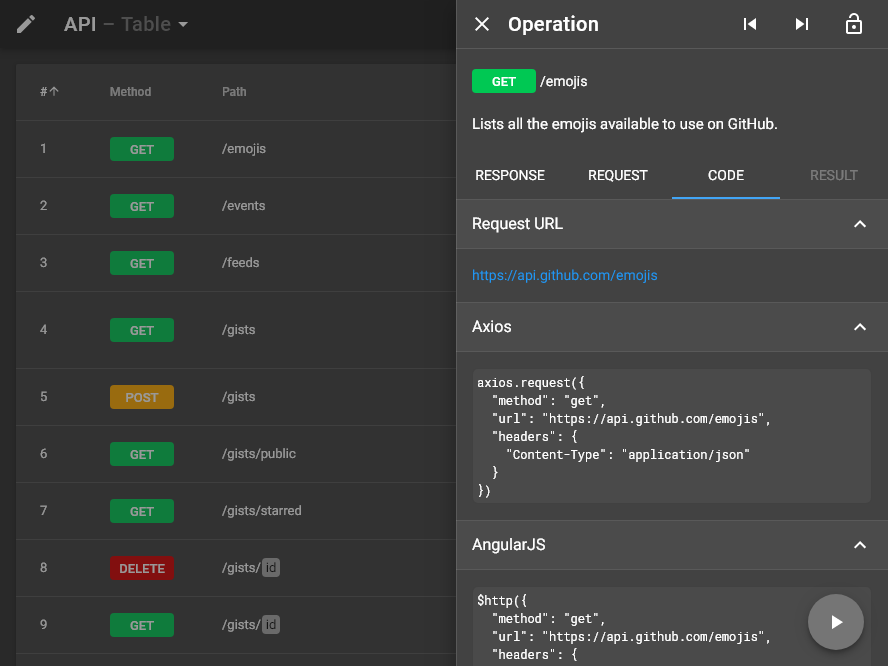 API – Table
# Method Path
1 GET /emojis
2 GET /events
3 GET /feeds
4 GET /gists
5 POST /gists
6 GET /gists/public
7 GET /gists/starred
8 DELETE /gists/id
9 GET /gists/id
Operation
GET /emojis
Lists all the emojis available to use on GitHub.
RESPONSE REQUEST CODE RESULT
Request URL
https://api.github.com/emojis
Axios
axios.request({
  "method": "get",
  "url": "https://api.github.com/emojis",
  "headers": {
    "Content-Type": "application/json"
  }
})
AngularJS
$http({
  "method": "get",
  "url": "https://api.github.com/emojis",
  "headers": {